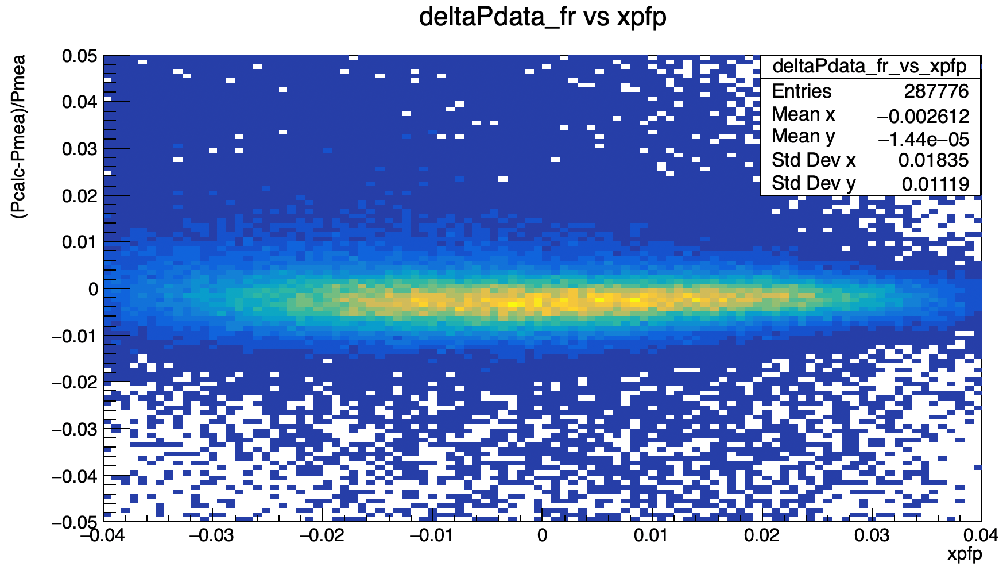 deltaPdata_fr vs xpfp
(Pcalc-Pmea)/Pmea
0.05
0.04
0.03
0.02
0.01
0
−0.01
−0.02
−0.03
−0.04
−0.05
deltaPdata_fr_vs_xpfp
Entries 287776
Mean x −0.002612
Mean y −1.44e−05
Std Dev x 0.01835
Std Dev y 0.01119
−0.04 −0.03 −0.02 −0.01 0 0.01 0.02 0.03 0.04
xpfp